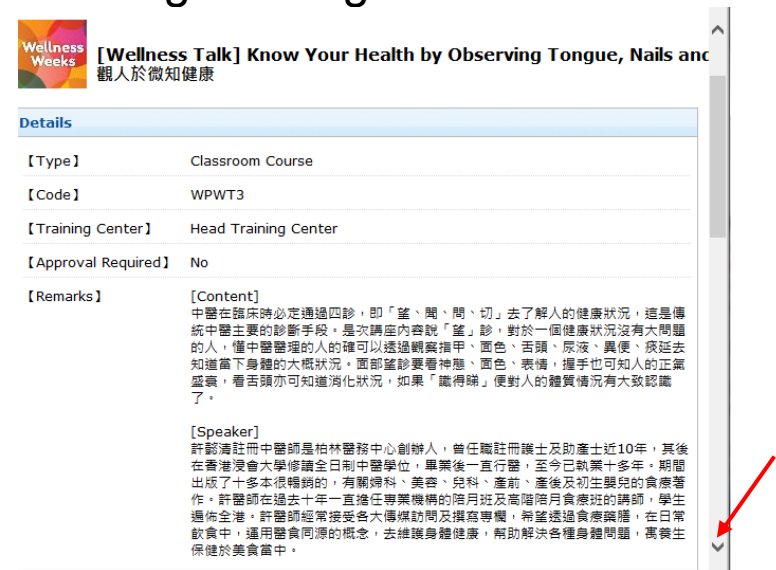 Wellness
Weeks
[Wellness Talk] Know Your Health by Observing Tongue, Nails and
觀人於微知健康
Details
【Type】 Classroom Course
【Code】 WPWT3
【Training Center】 Head Training Center
【Approval Required】 No
【Remarks】 [Content]
中醫在臨床時必定通過四診，即「望、聞、問、切」去了解人的健康狀況，這是傳
統中醫主要的診斷手段。是次講座內容說「望」診，對於一個健康狀況沒有大問題
的人，懂中醫醫理的人的確可以透過觀察指甲、面色、舌頭、尿液、糞便、痰延去
知道當下身體的大概狀況。面部望診要看神態、面色、表情，握手也可知人的正氣
盛衰，看舌頭亦可知道消化狀況，如果「識得睇」便對人的體質情況有大致認識
了。
[Speaker]
許懿清註冊中醫師是柏林醫務中心創辦人，曾任職註冊護士及助產士近10年，其後
在香港浸會大學修讀全日制中醫學位，畢業後一直行醫，至今已執業十多年。期間
出版了十多本很暢銷的，有關婦科、美容、兒科、產前、產後及初生嬰兒的食療著
作。許醫師在過去十年一直擔任專業機構的陪月班及高階陪月食療班的講師，學生
遍佈全港。許醫師經常接受各大傳媒訪問及撰寫專欄，希望透過食療藥膳，在日常
飲食中，運用醫食同源的概念，去維護身體健康，幫助解決各種身體問題，寓養生
保健於美食當中。